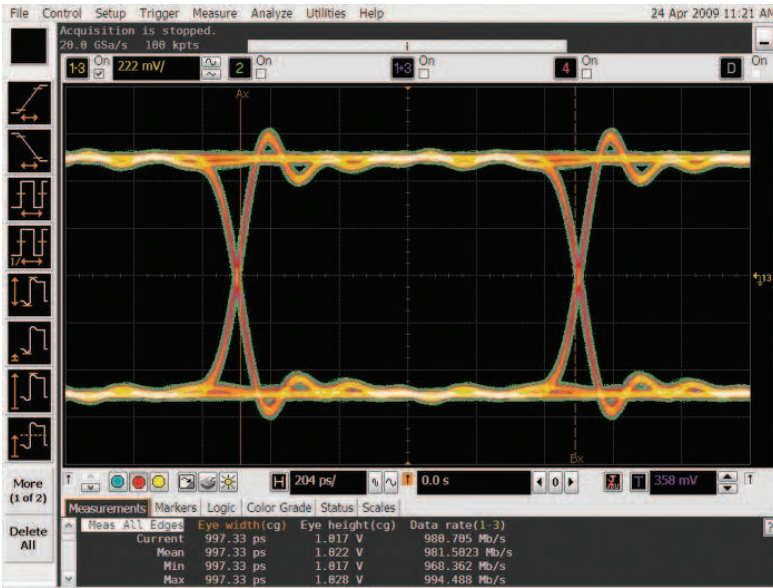 File Control Setup Trigger Measure Analyze Utilities Help 24 Apr 2009 11:21 AM
Acquisition is stopped.
20.0 GSa/s 100 kpts
1-3 On 222 mV/ 2 On 1+3 On 4 On D On
Ax
Bx
More
(1 of 2)
Delete
All
H 204 ps/ 0.0 s 0 T 358 mV
Measurements Markers Logic Color Grade Status Scales
Meas All Edges Eye width(cg) Eye height(cg) Data rate(1-3)
Current 997.33 ps 1.017 V 980.705 Mb/s
Mean 997.33 ps 1.022 V 981.5023 Mb/s
Min 997.33 ps 1.017 V 968.362 Mb/s
Max 997.33 ps 1.028 V 994.488 Mb/s